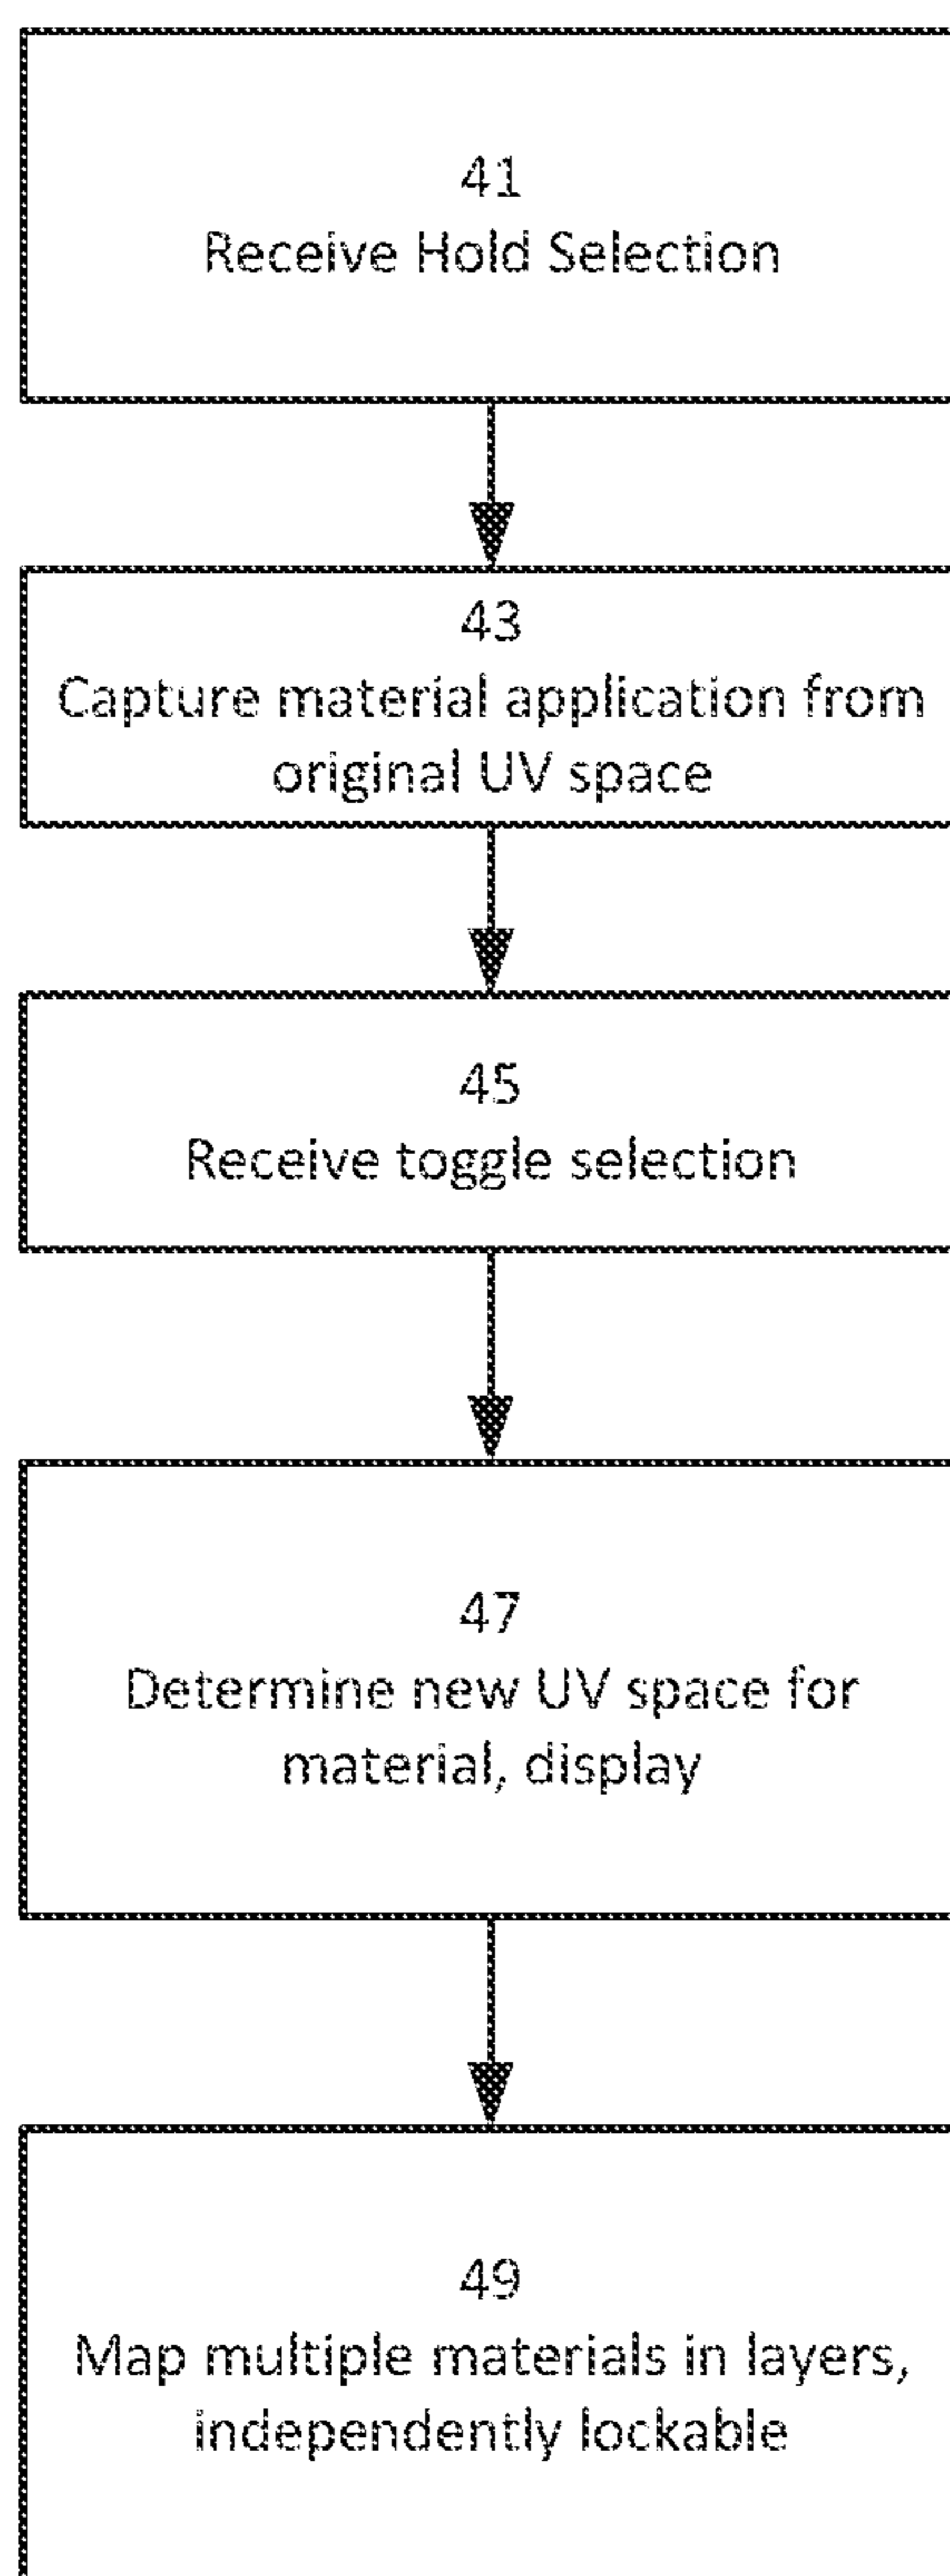 41
Receive Hold Selection
43
Capture material application from
original UV space
45
Receive toggle selection
47
Determine new UV space for
material, display
49
Map multiple materials in layers,
independently lockable